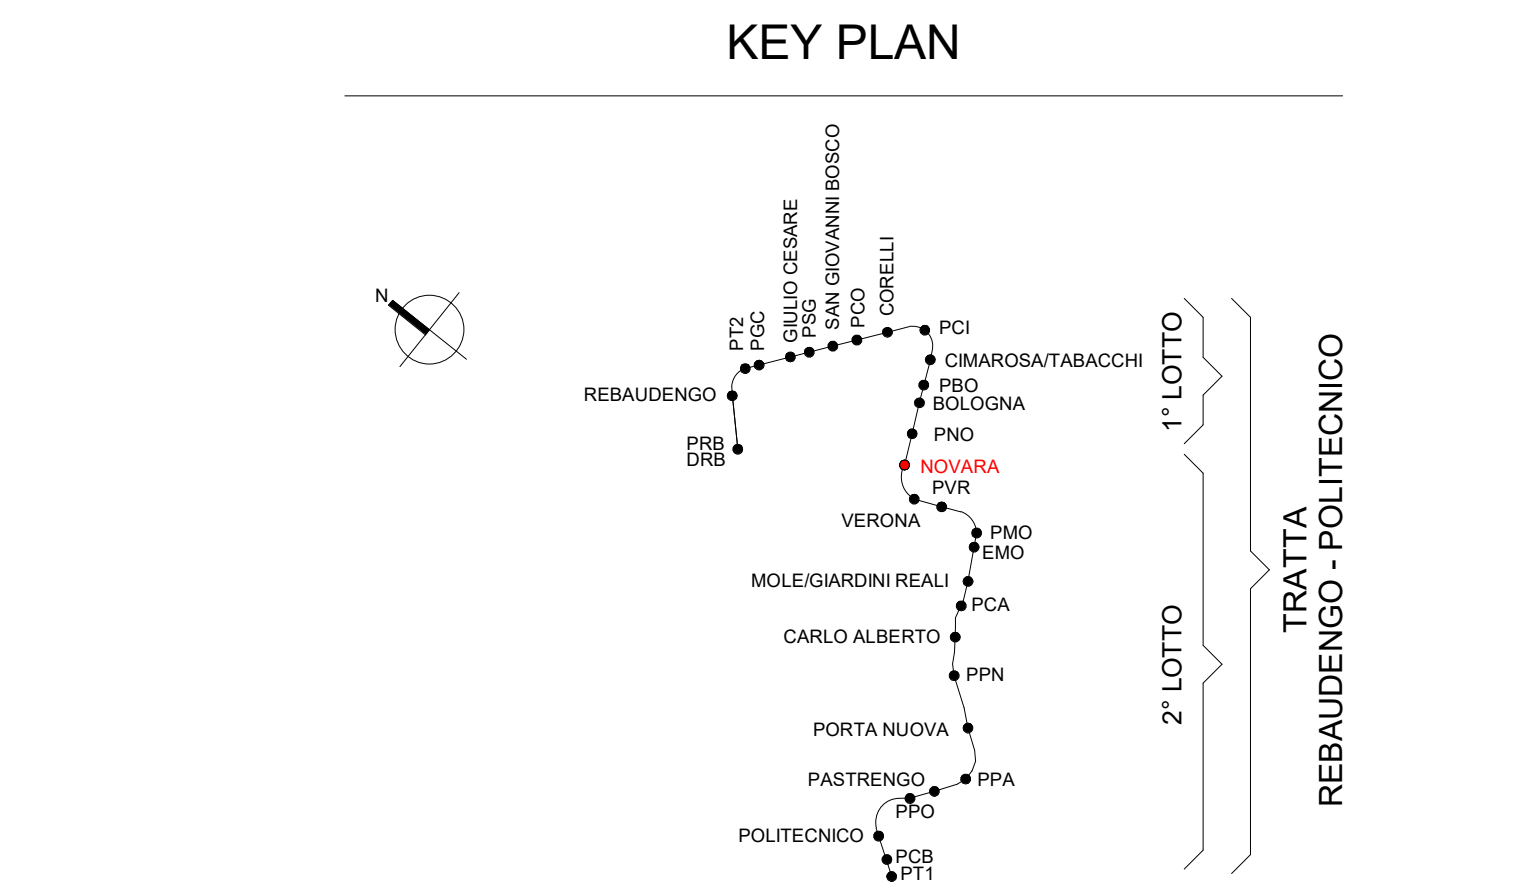 KEY PLAN
N
PT2
PGC
GIULIO CESARE
PSG
SAN GIOVANNI BOSCO
PCO
CORELLI
PCI
CIMAROSA/TABACCHI
REBAUDENGO
PBO
BOLOGNA
PNO
PRB
DRB
NOVARA
PVR
VERONA
PMO
EMO
MOLE/GIARDINI REALI
PCA
CARLO ALBERTO
PPN
PORTA NUOVA
PASTRENGO
PPA
PPO
POLITECNICO
PCB
PT1
1° LOTTO
2° LOTTO
TRATTA
REBAUDENGO - POLITECNICO